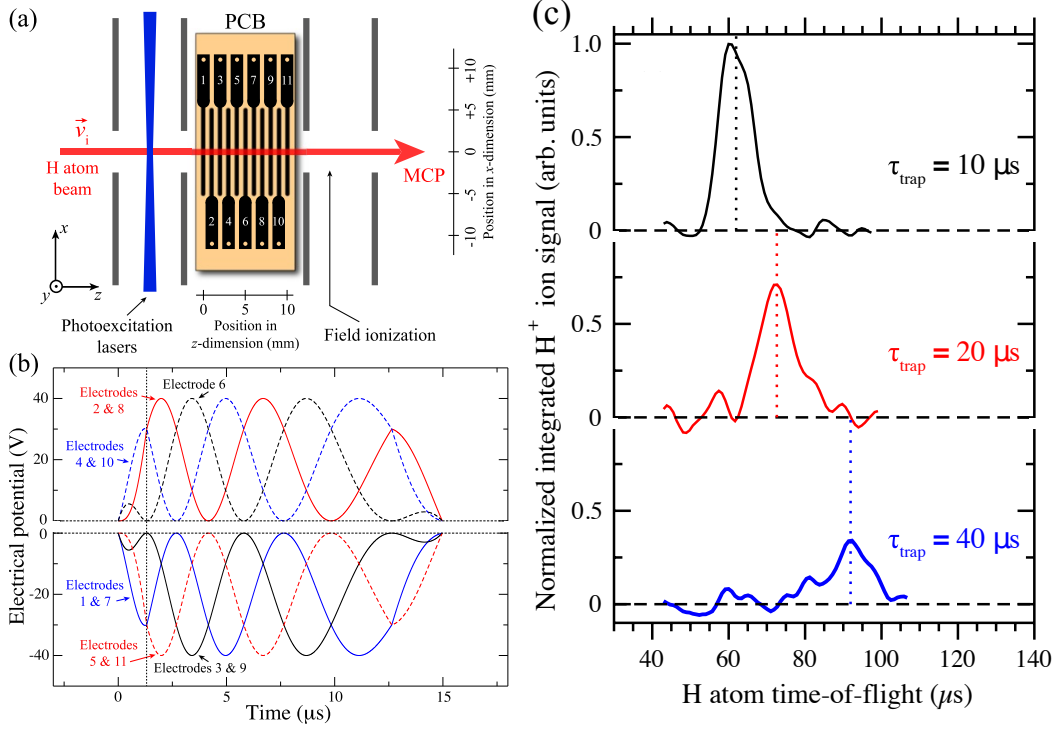 (a)
PCB
1 3 5 7 9 11
2 4 6 8 10
v⃗i
H atom
beam
MCP
+10
+5
0
-5
-10
Position in x-dimension (mm)
x
y
z
Photoexcitation
lasers
0 5 10
Position in
z-dimension (mm)
Field ionization
(b)
Electrical potential (V)
40
20
0
0
-20
-40
Electrodes
2 & 8
Electrode 6
Electrodes
4 & 10
Electrodes
1 & 7
Electrodes
5 & 11
Electrodes 3 & 9
0 5 10 15
Time (μs)
(c)
Normalized integrated H+ ion signal (arb. units)
1.0
0.5
0
τtrap = 10 μs
0.5
0
τtrap = 20 μs
0.5
0
τtrap = 40 μs
40 60 80 100 120 140
H atom time-of-flight (μs)